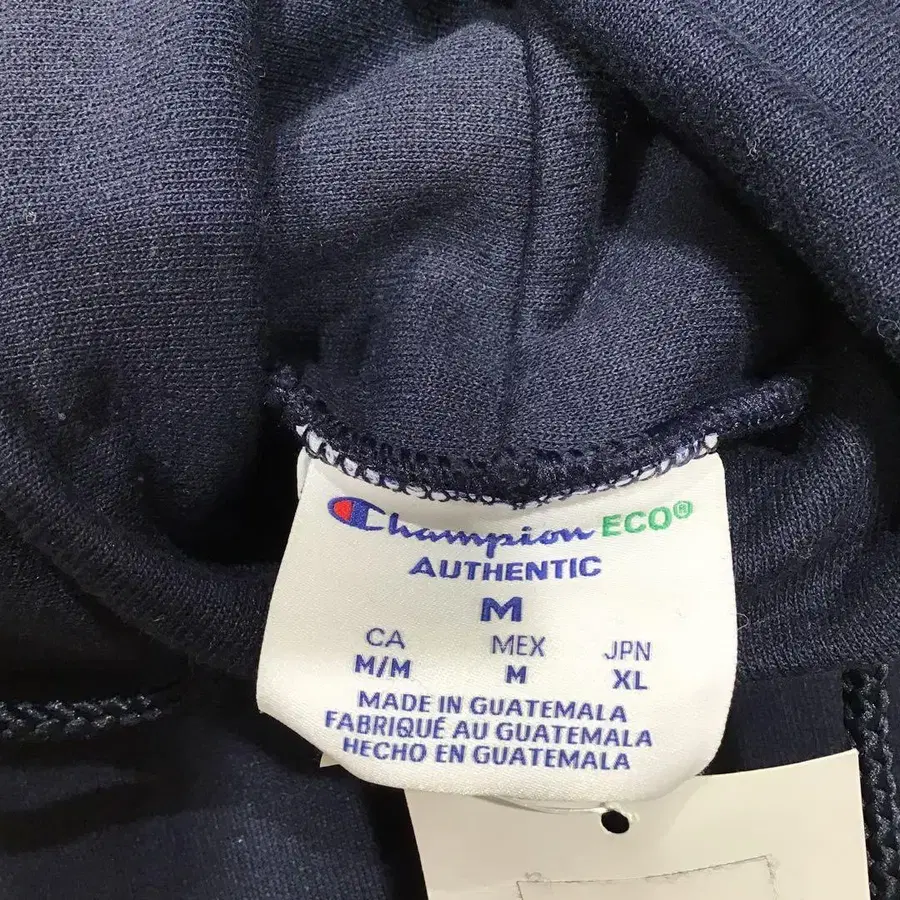 Champion ECO®
AUTHENTIC
M
CA MEX JPN
M/M M XL
MADE IN GUATEMALA
FABRIQUÉ AU GUATEMALA
HECHO EN GUATEMALA